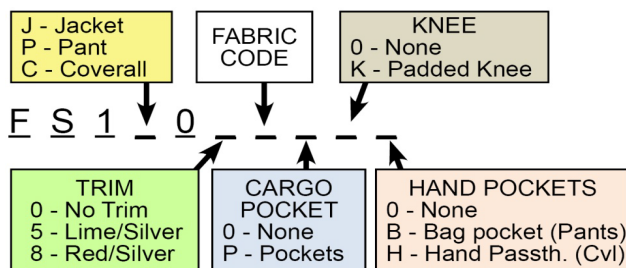 J - Jacket
P - Pant
C - Coverall
FABRIC
CODE
KNEE
0 - None
K - Padded Knee
F S 1 _ 0 _ _ _ _ _
TRIM
0 - No Trim
5 - Lime/Silver
8 - Red/Silver
CARGO
POCKET
0 - None
P - Pockets
HAND POCKETS
0 - None
B - Bag pocket (Pants)
H - Hand Passth. (Cvl)